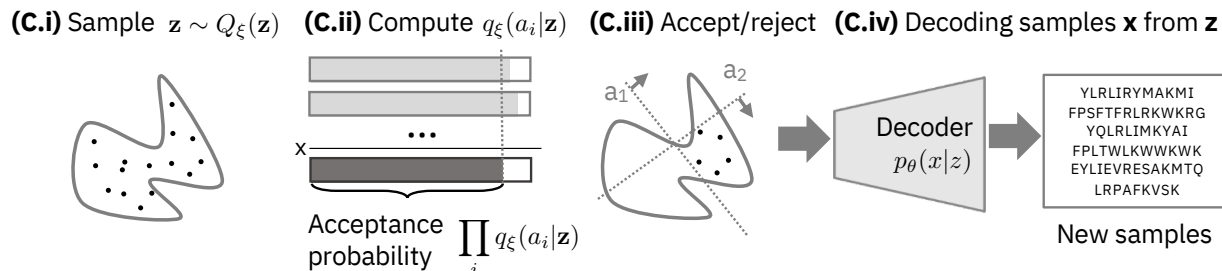 (C.i) Sample z ∼ Q_ξ(z)
(C.ii) Compute q_ξ(a_i|z)
(C.iii) Accept/reject
(C.iv) Decoding samples x from z
a_1
a_2
...
x
Acceptance
probability ∏_i q_ξ(a_i|z)
Decoder
p_θ(x|z)
YLRLIRYMAKMI
FPSFTFRLRKWKRG
YQLRLIMKYAI
FPLTWLKWWKWK
EYLIEVRESAKMTQ
LRPAFKVSK
New samples